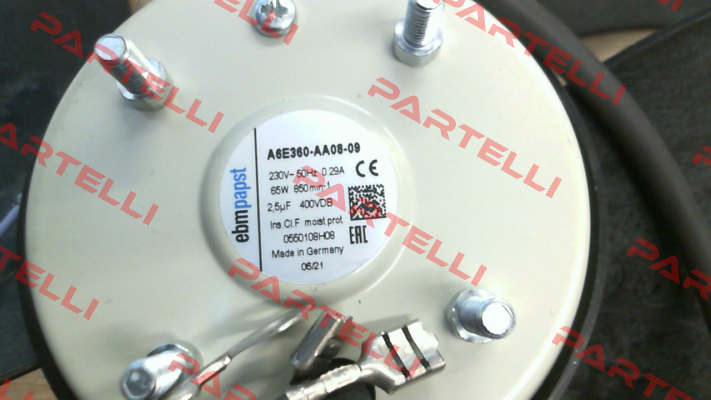 PARTELLI
PARTELLI
PARTELLI
PARTELLI
PARTELLI
PARTELLI
PARTELLI
ebmpapst
A6E360-AA08-09
230V~ 50Hz 0.29A
65W 850min-1
2,5µF 400VDB
Ins.Cl.F moist.prot.
0550108H08
Made in Germany
06/21
CE
EAC